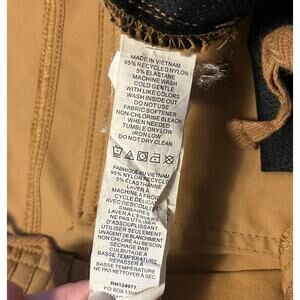 MADE IN VIETNAM
95% RECYCLED NYLON
5% ELASTANE
MACHINE WASH
COLD GENTLE
WITH LIKE COLORS
WASH INSIDE OUT
DO NOT USE
FABRIC SOFTENER
NON-CHLORINE BLEACH
WHEN NEEDED
TUMBLE DRY LOW
IRON LOW
DO NOT DRY CLEAN
FABRIQUÉ AU VIETNAM
95% NYLON RECYCLÉ
5% ÉLASTHANNE
LAVER À
MACHINE À FROID
CYCLE DÉLICAT
AVEC DES COULEURS
SIMILAIRES
LAVER À L'ENVERS
NE PAS UTILISER
UTILISER SEULEMENT
UN AGENT DE BLANCHIMENT
NON CHLORÉ AU BESOIN
SÉCHAGE PAR
CULBUTAGE À BASSE
TEMPÉRATURE
REPASSER À
BASSE TEMPÉRATURE
NE PAS NETTOYER À SEC
RN124977
PO BOX 1304